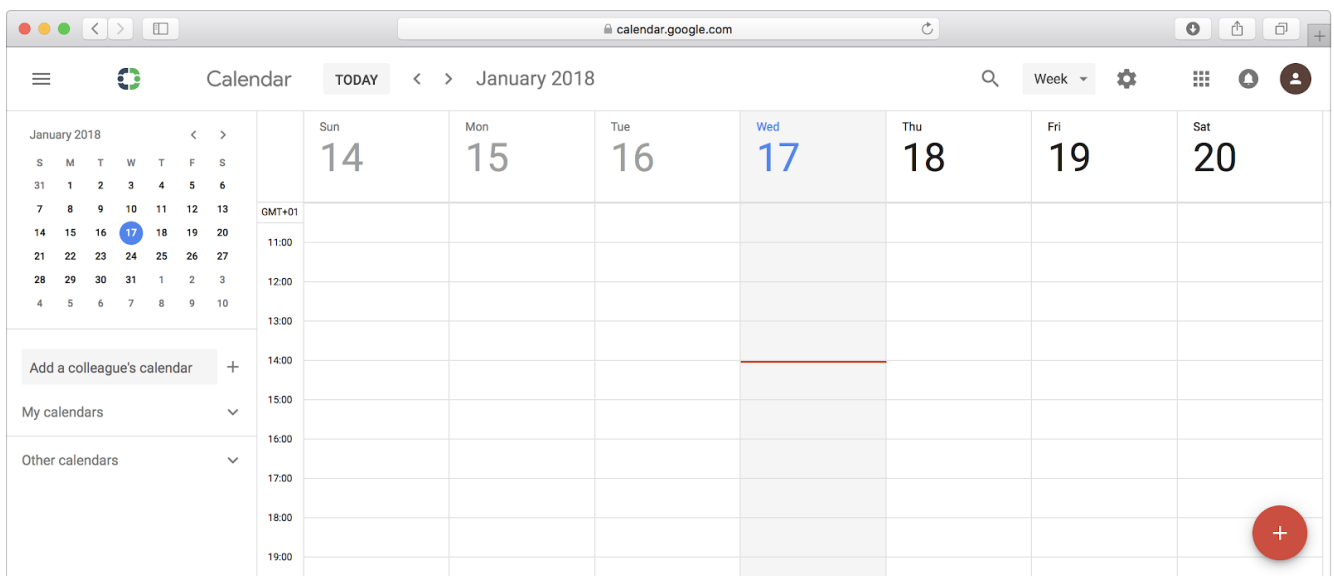 calendar.google.com
Calendar TODAY January 2018 Week
January 2018
S M T W T F S
31 1 2 3 4 5 6
7 8 9 10 11 12 13
14 15 16 17 18 19 20
21 22 23 24 25 26 27
28 29 30 31 1 2 3
4 5 6 7 8 9 10
Add a colleague's calendar
My calendars
Other calendars
Sun Mon Tue Wed Thu Fri Sat
14 15 16 17 18 19 20
GMT+01
11:00
12:00
13:00
14:00
15:00
16:00
17:00
18:00
19:00